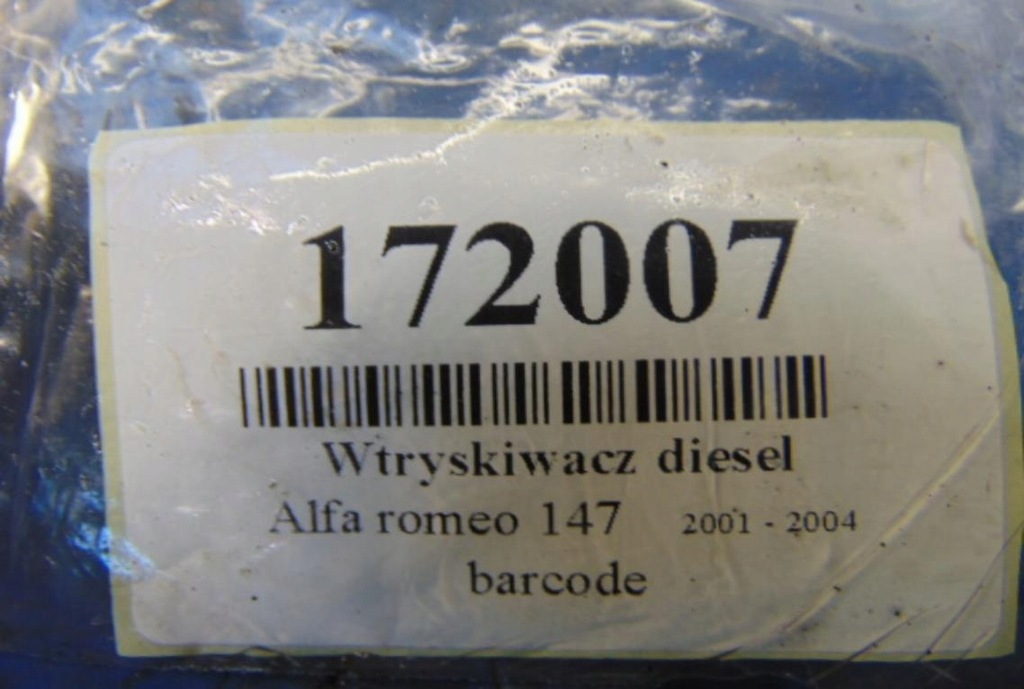 172007
Wtryskiwacz diesel
Alfa romeo 147 2001 - 2004
barcode